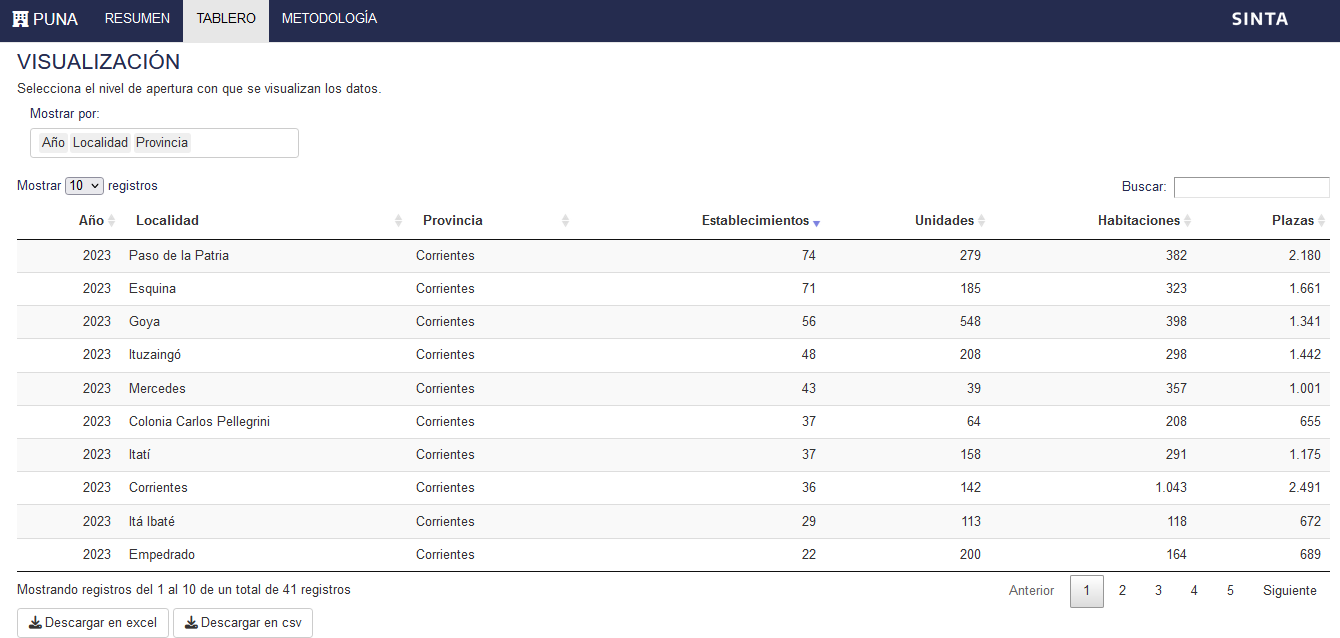 PUNA RESUMEN TABLERO METODOLOGÍA SINTA
VISUALIZACIÓN
Selecciona el nivel de apertura con que se visualizan los datos.
Mostrar por:
Año Localidad Provincia
Mostrar 10 registros Buscar:
Año Localidad Provincia Establecimientos Unidades Habitaciones Plazas
2023 Paso de la Patria Corrientes 74 279 382 2.180
2023 Esquina Corrientes 71 185 323 1.661
2023 Goya Corrientes 56 548 398 1.341
2023 Ituzaingó Corrientes 48 208 298 1.442
2023 Mercedes Corrientes 43 39 357 1.001
2023 Colonia Carlos Pellegrini Corrientes 37 64 208 655
2023 Itatí Corrientes 37 158 291 1.175
2023 Corrientes Corrientes 36 142 1.043 2.491
2023 Itá Ibaté Corrientes 29 113 118 672
2023 Empedrado Corrientes 22 200 164 689
Mostrando registros del 1 al 10 de un total de 41 registros Anterior 1 2 3 4 5 Siguiente
Descargar en excel Descargar en csv